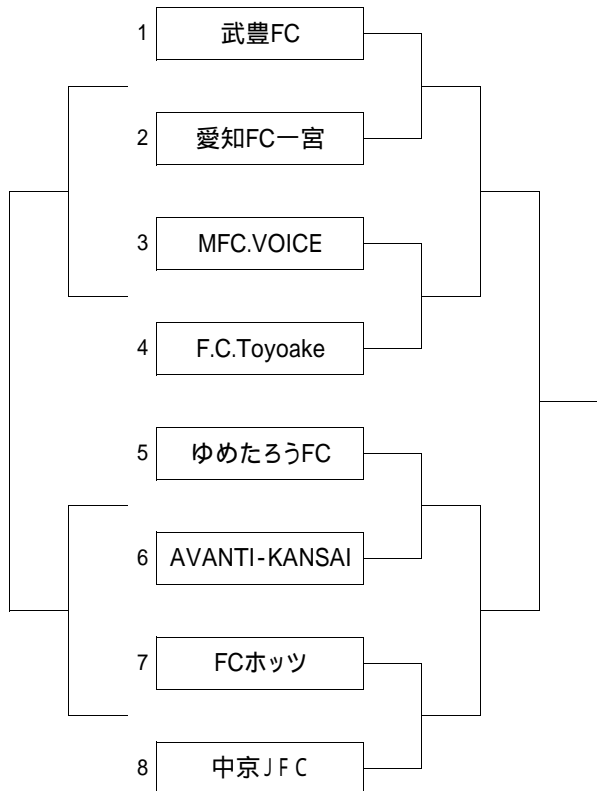 1 武豊FC
2 愛知FC一宮
3 MFC.VOICE
4 F.C.Toyoake
5 ゆめたろうFC
6 AVANTI-KANSAI
7 FCホッツ
8 中京ＪＦＣ